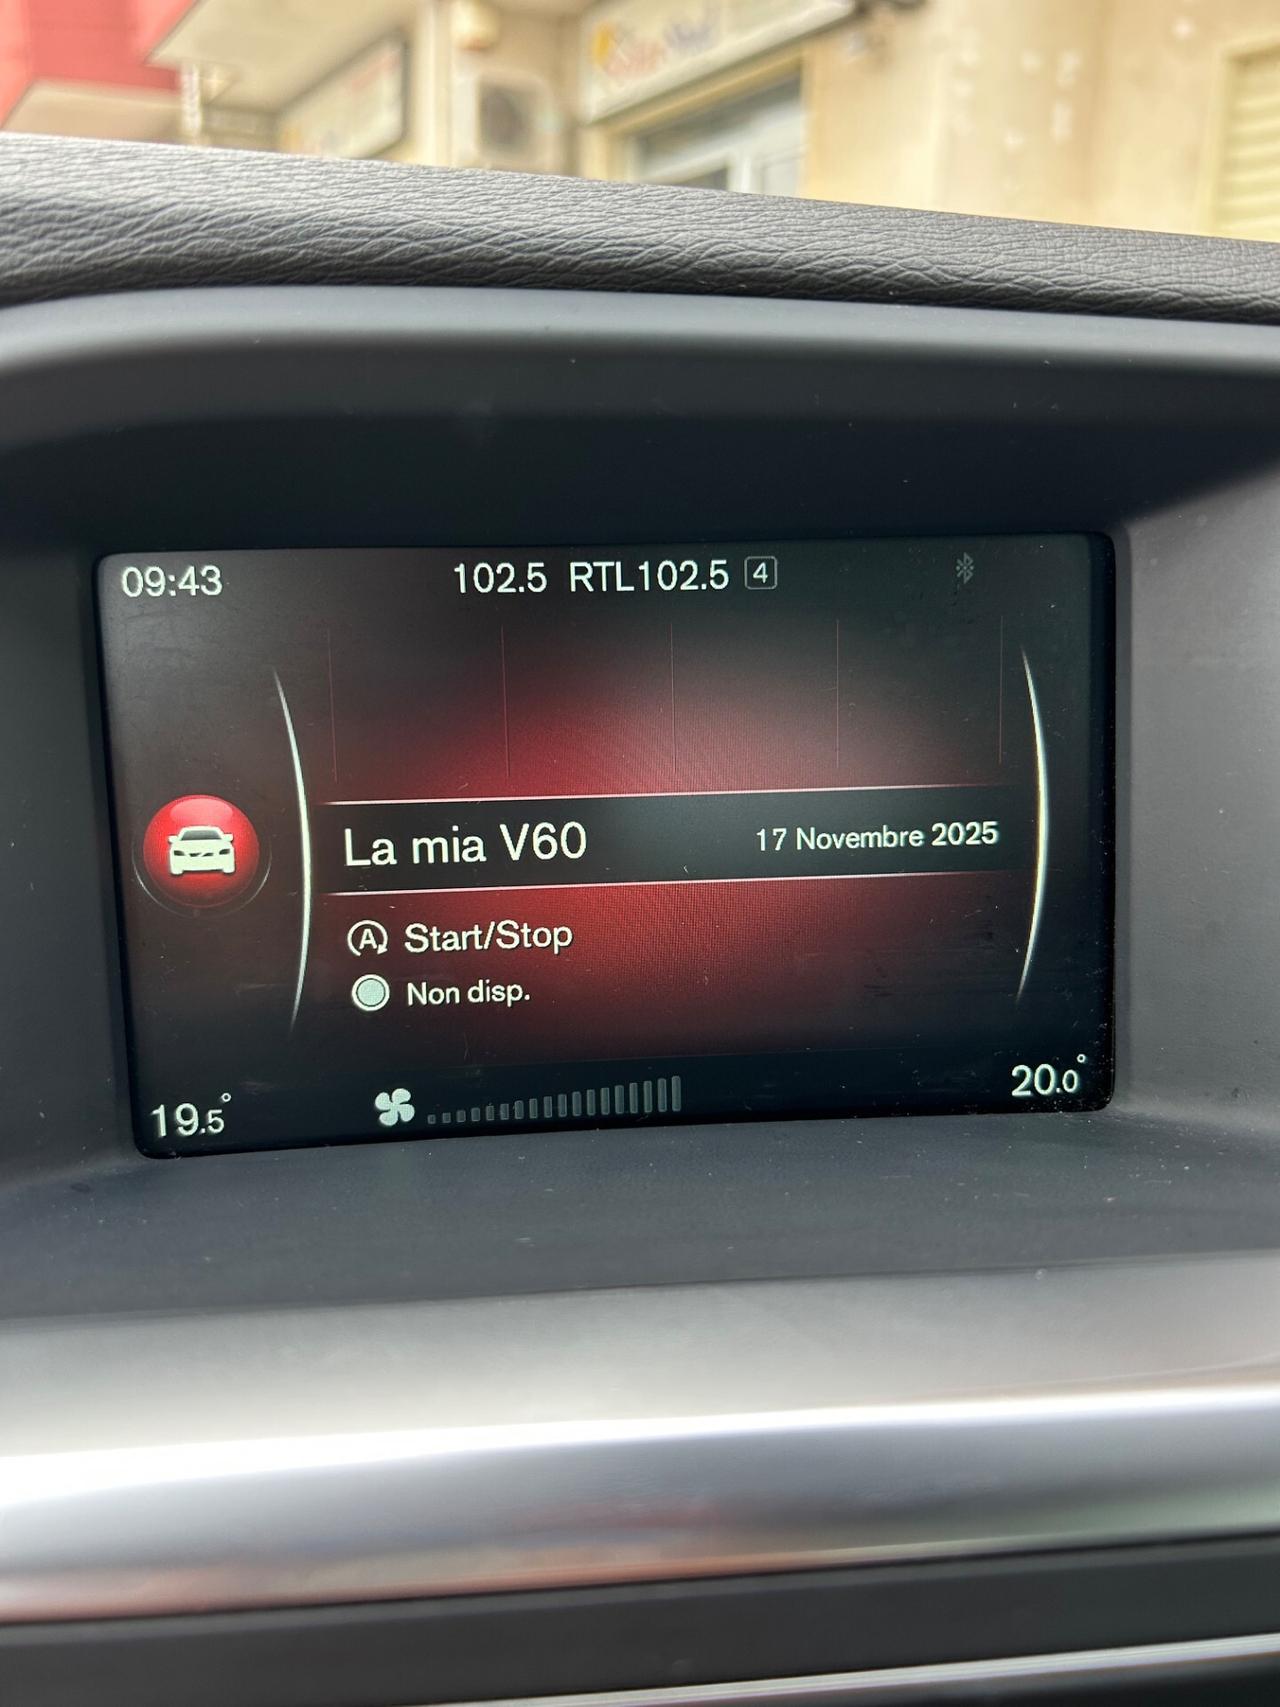 09:43
102.5 RTL102.5 4
La mia V60
17 Novembre 2025
A Start/Stop
Non disp.
19.5°
20.0°